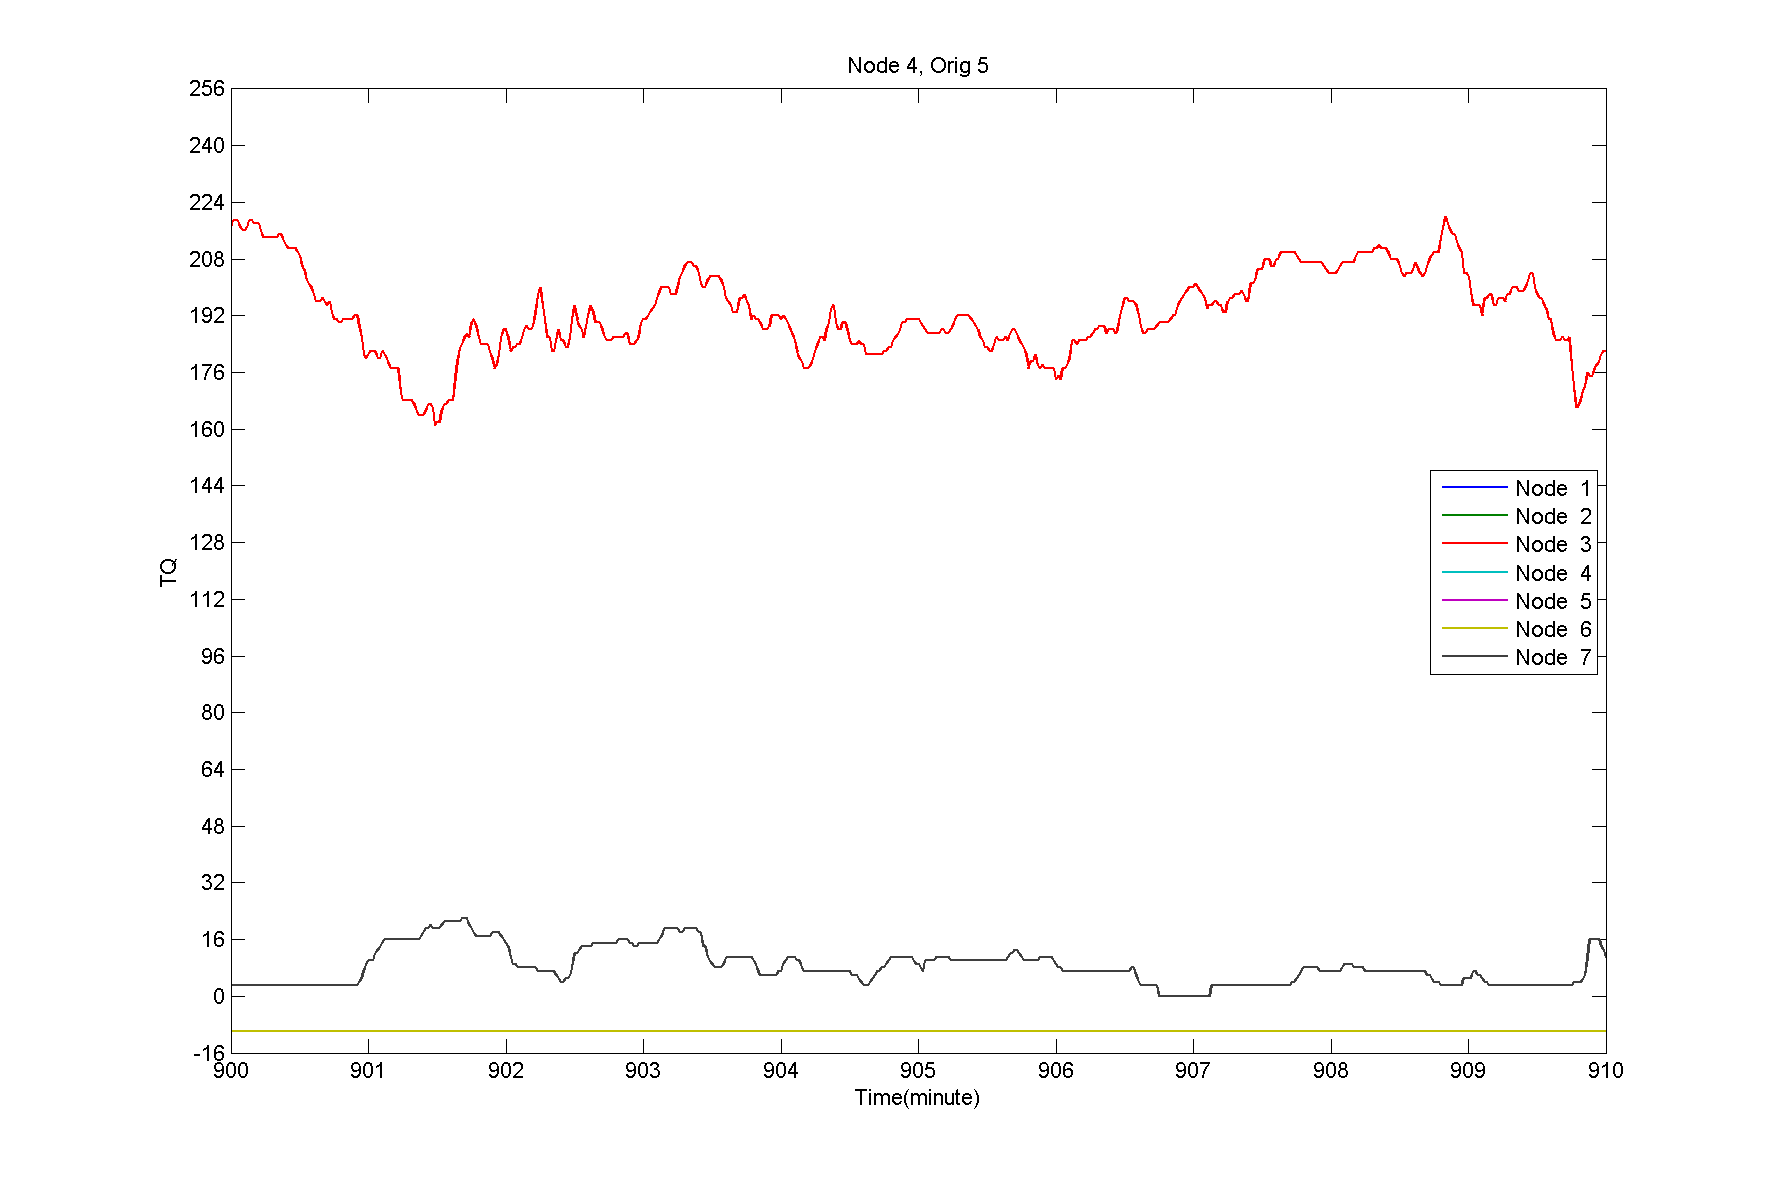 Node 4, Orig 5
256
240
224
208
192
176
160
144
128
112
96
80
64
48
32
16
0
-16
TQ
Node 1
Node 2
Node 3
Node 4
Node 5
Node 6
Node 7
900 901 902 903 904 905 906 907 908 909 910
Time(minute)